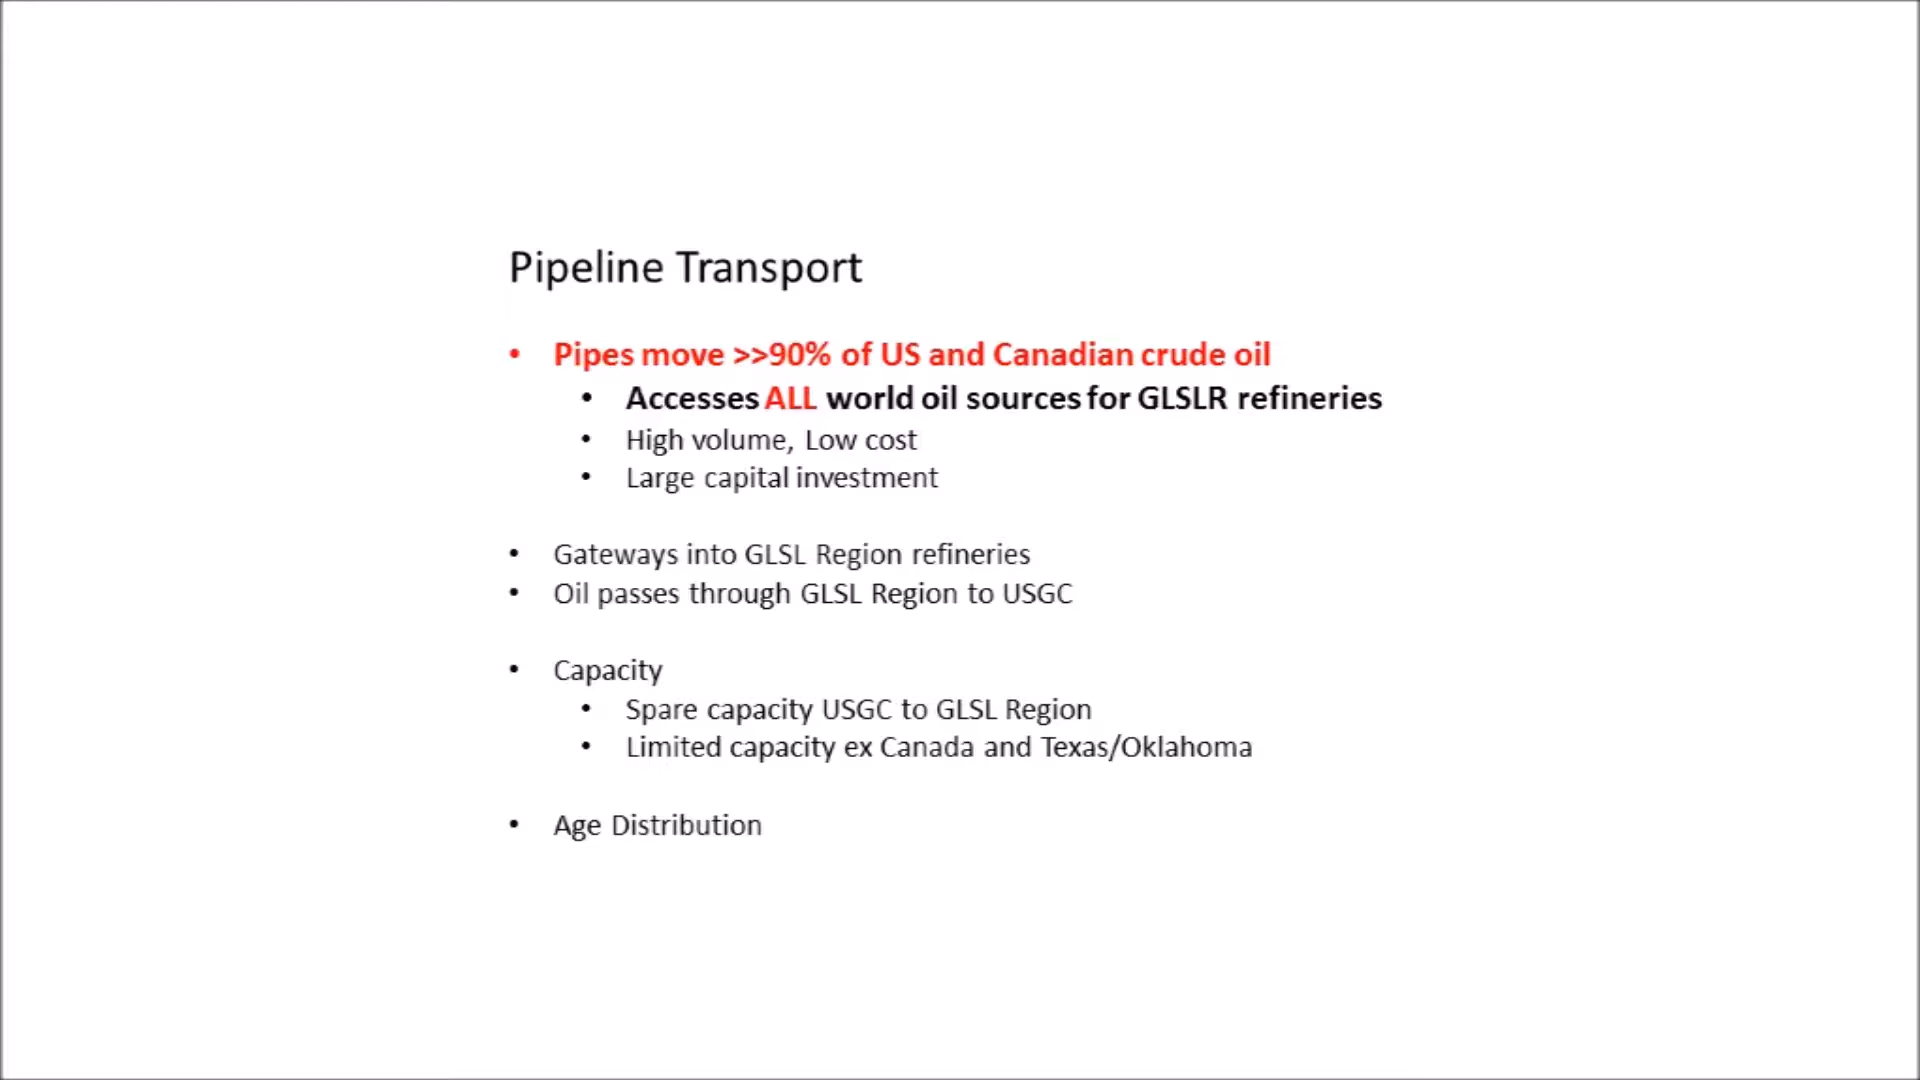 Pipeline Transport
• Pipes move >>90% of US and Canadian crude oil
• Accesses ALL world oil sources for GLSLR refineries
• High volume, Low cost
• Large capital investment
• Gateways into GLSL Region refineries
• Oil passes through GLSL Region to USGC
• Capacity
• Spare capacity USGC to GLSL Region
• Limited capacity ex Canada and Texas/Oklahoma
• Age Distribution